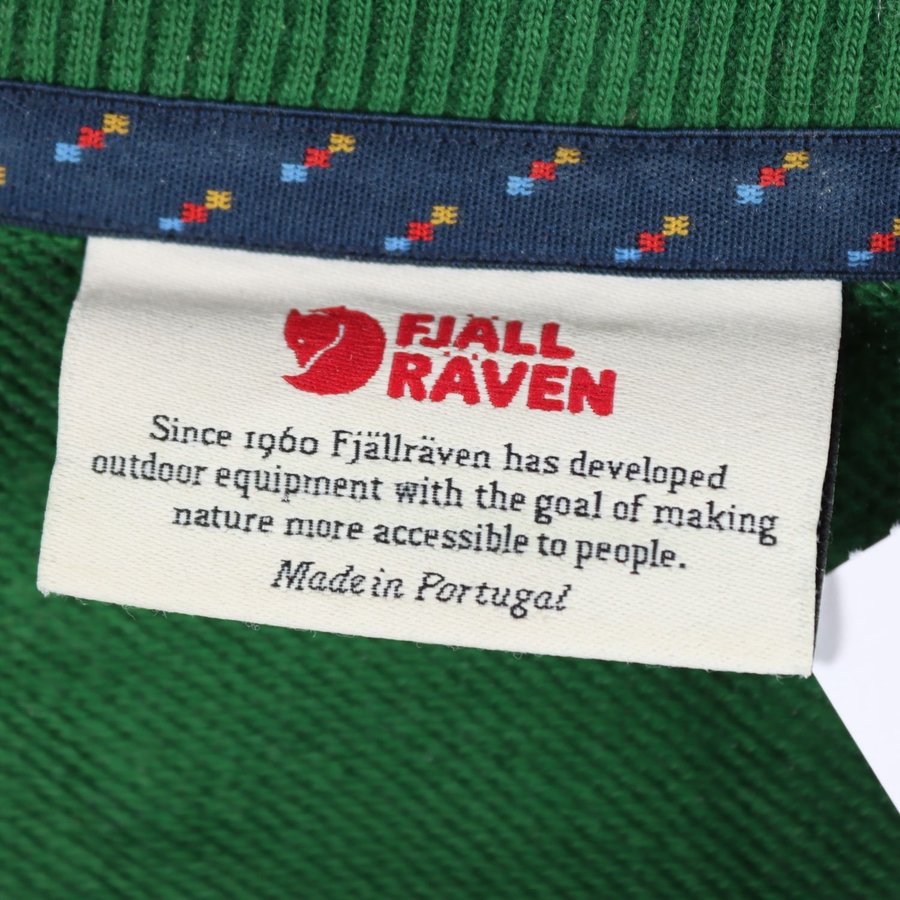 FJÄLL
RÄVEN
Since 1960 Fjällräven has developed
outdoor equipment with the goal of making
nature more accessible to people.
Made in Portugal